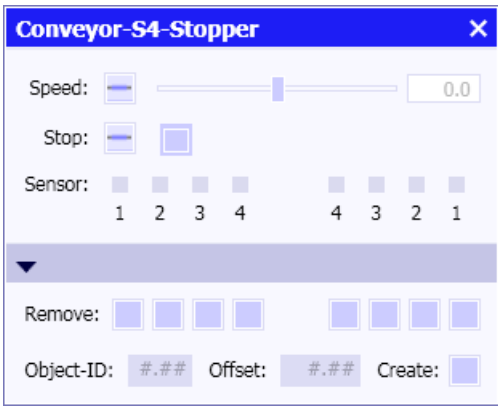 Conveyor-S4-Stopper
Speed: 0.0
Stop:
Sensor:
1 2 3 4 4 3 2 1
Remove:
Object-ID: #.## Offset: #.## Create: